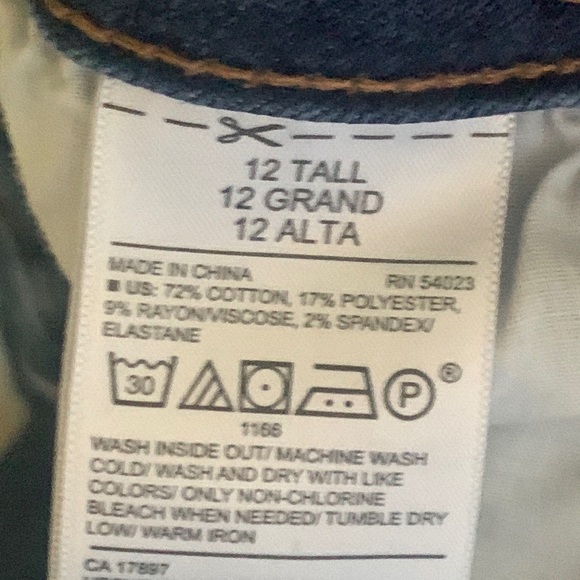 12 TALL
12 GRAND
12 ALTA
MADE IN CHINA RN 54023
US: 72% COTTON, 17% POLYESTER,
9% RAYON/VISCOSE, 2% SPANDEX/
ELASTANE
30 P ®
1166
WASH INSIDE OUT/ MACHINE WASH
COLD/ WASH AND DRY WITH LIKE
COLORS/ ONLY NON-CHLORINE
BLEACH WHEN NEEDED/ TUMBLE DRY
LOW/ WARM IRON
CA 17897